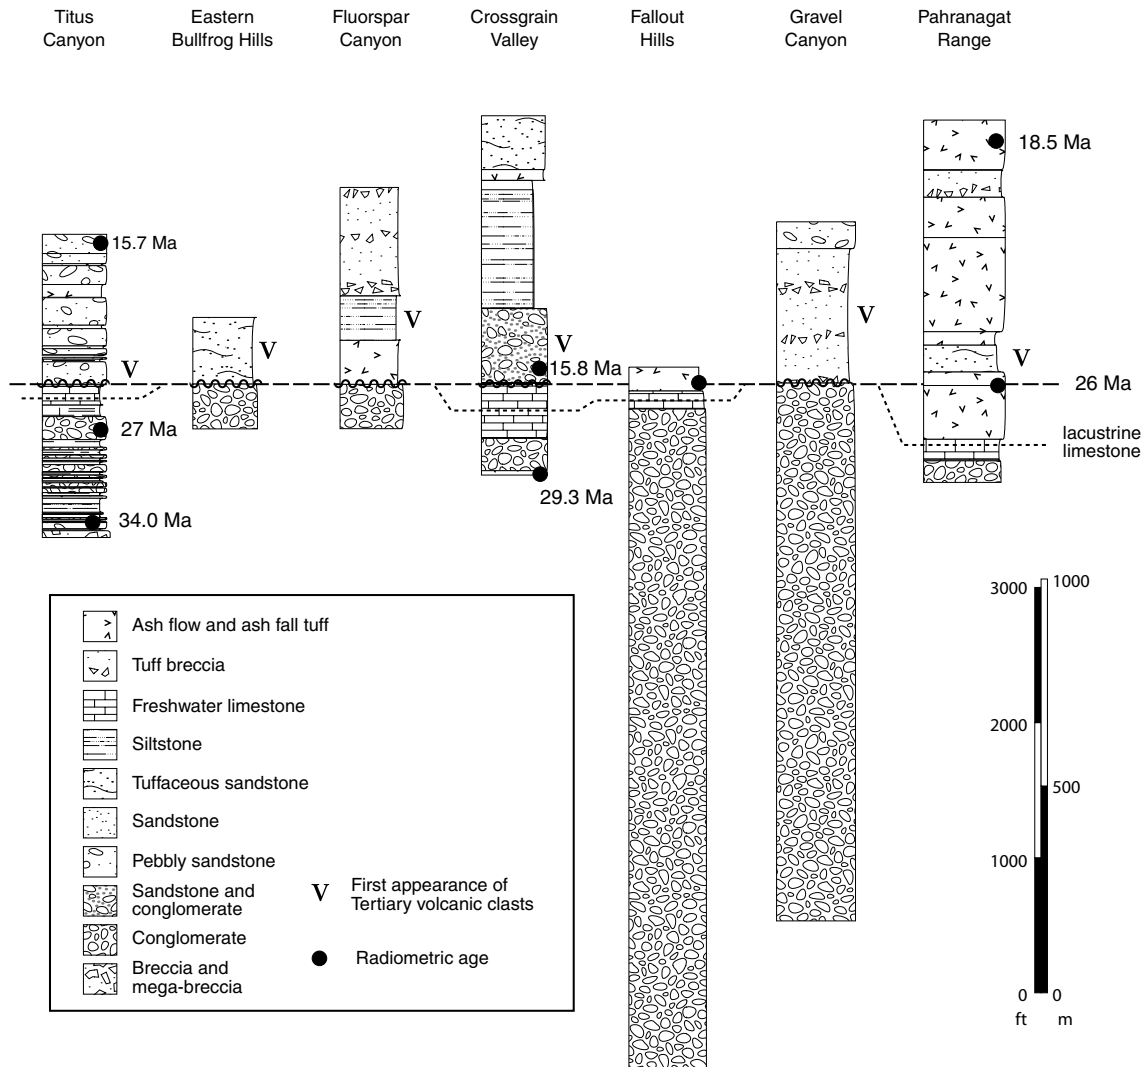 Titus
Canyon
Eastern
Bullfrog Hills
Fluorspar
Canyon
Crossgrain
Valley
Fallout
Hills
Gravel
Canyon
Pahranagat
Range
18.5 Ma
15.7 Ma
V
V
V
V
V
V
15.8 Ma
26 Ma
27 Ma
lacustrine
limestone
29.3 Ma
34.0 Ma
Ash flow and ash fall tuff
Tuff breccia
Freshwater limestone
Siltstone
Tuffaceous sandstone
Sandstone
Pebbly sandstone
Sandstone and
conglomerate
Conglomerate
Breccia and
mega-breccia
V First appearance of
Tertiary volcanic clasts
Radiometric age
3000 1000
2000
500
1000
0 0
ft m